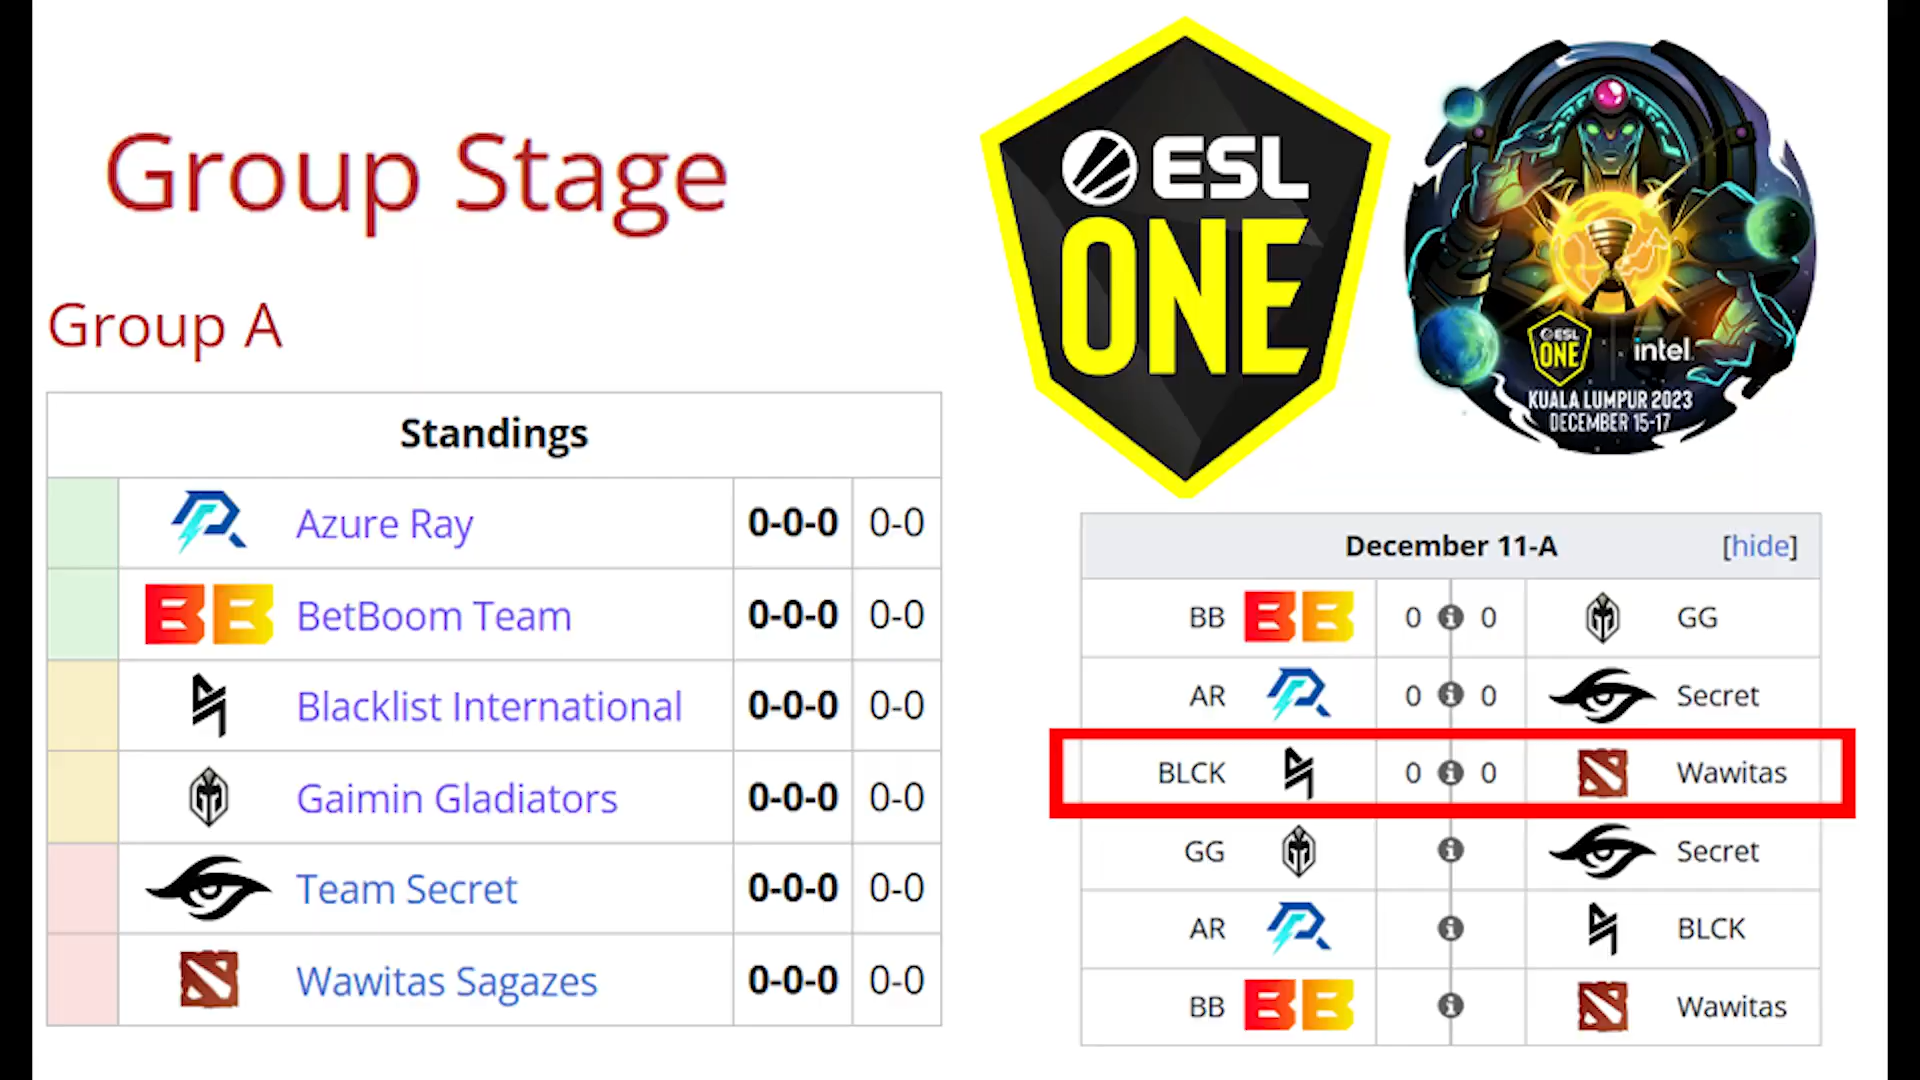 Group Stage
Group A
Standings
Azure Ray 0-0-0 0-0
BB BetBoom Team 0-0-0 0-0
Blacklist International 0-0-0 0-0
Gaimin Gladiators 0-0-0 0-0
Team Secret 0-0-0 0-0
Wawitas Sagazes 0-0-0 0-0
ESL
ONE
ESL
ONE
intel
KUALA LUMPUR 2023
DECEMBER 15-17
December 11-A [hide]
BB BB 0 0 GG
AR 0 0 Secret
BLCK 0 0 Wawitas
GG Secret
AR BLCK
BB BB Wawitas